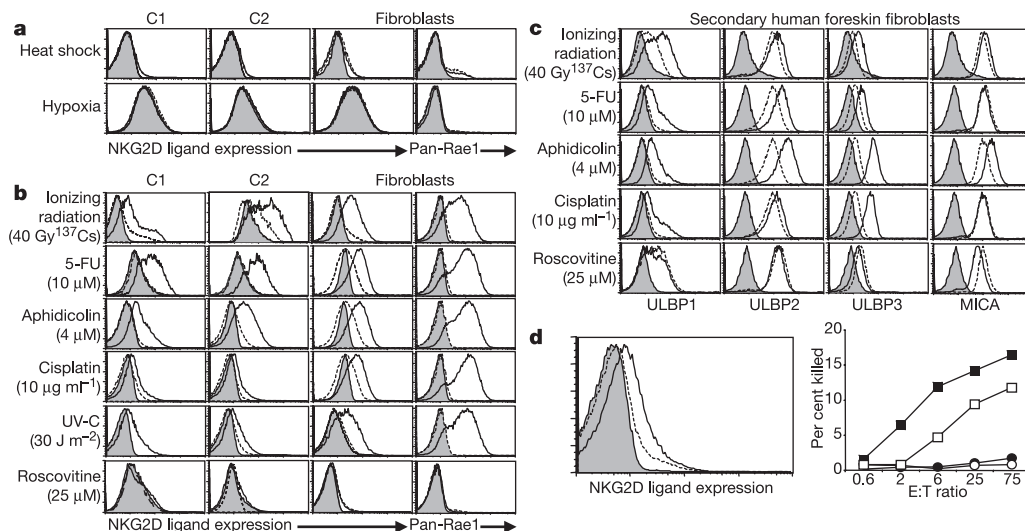 a
C1 C2 Fibroblasts
Heat shock
Hypoxia
NKG2D ligand expression Pan-Rae1
b
C1 C2 Fibroblasts
Ionizing
radiation
(40 Gy 137Cs)
5-FU
(10 μM)
Aphidicolin
(4 μM)
Cisplatin
(10 μg ml–1)
UV-C
(30 J m–2)
Roscovitine
(25 μM)
NKG2D ligand expression Pan-Rae1
c
Secondary human foreskin fibroblasts
Ionizing
radiation
(40 Gy 137Cs)
5-FU
(10 μM)
Aphidicolin
(4 μM)
Cisplatin
(10 μg ml–1)
Roscovitine
(25 μM)
ULBP1 ULBP2 ULBP3 MICA
d
NKG2D ligand expression
Per cent killed
20
15
10
5
0
0.6 2 6 25 75
E:T ratio